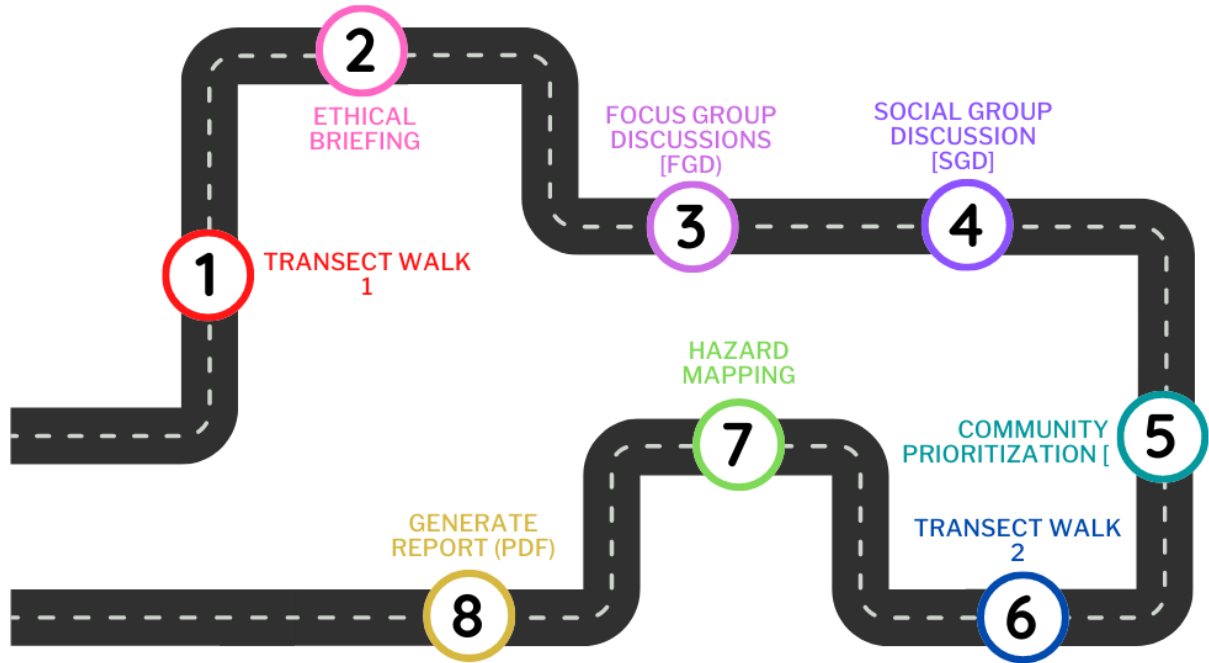 2
ETHICAL
BRIEFING
FOCUS GROUP
DISCUSSIONS
[FGD)
3
SOCIAL GROUP
DISCUSSION
[SGD]
4
1
TRANSECT WALK
1
HAZARD
MAPPING
7
COMMUNITY
PRIORITIZATION [
5
GENERATE
REPORT (PDF)
8
TRANSECT WALK
2
6